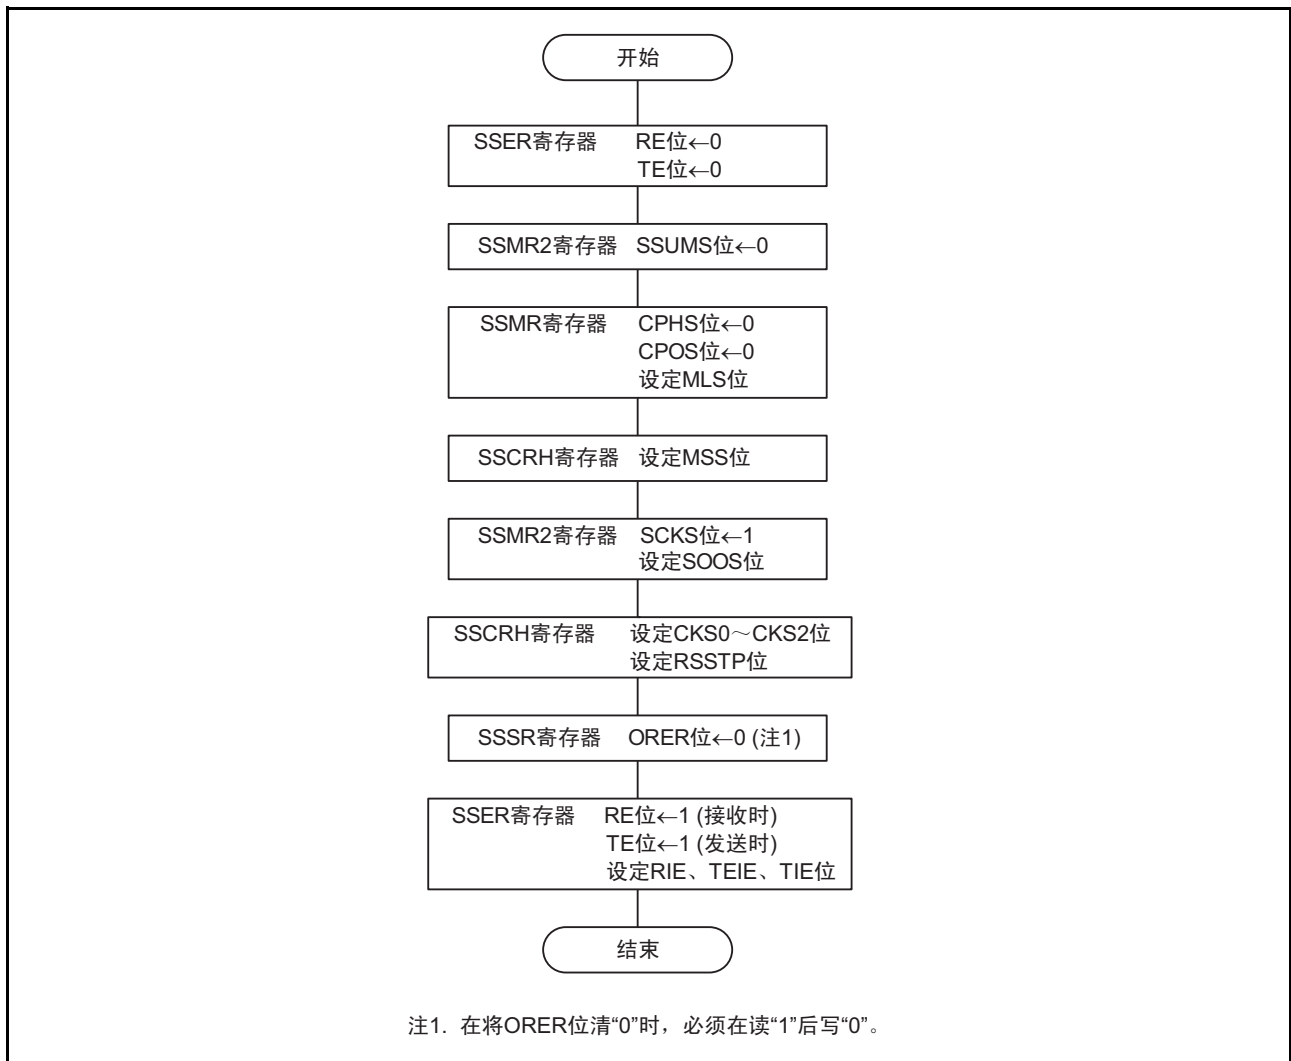 开始
SSER寄存器 RE位←0
TE位←0
SSMR2寄存器 SSUMS位←0
SSMR寄存器 CPHS位←0
CPOS位←0
设定MLS位
SSCRH寄存器 设定MSS位
SSMR2寄存器 SCKS位←1
设定SOOS位
SSCRH寄存器 设定CKS0～CKS2位
设定RSSTP位
SSSR寄存器 ORER位←0 (注1)
SSER寄存器 RE位←1 (接收时)
TE位←1 (发送时)
设定RIE、TEIE、TIE位
结束
注1. 在将ORER位清“0”时，必须在读“1”后写“0”。